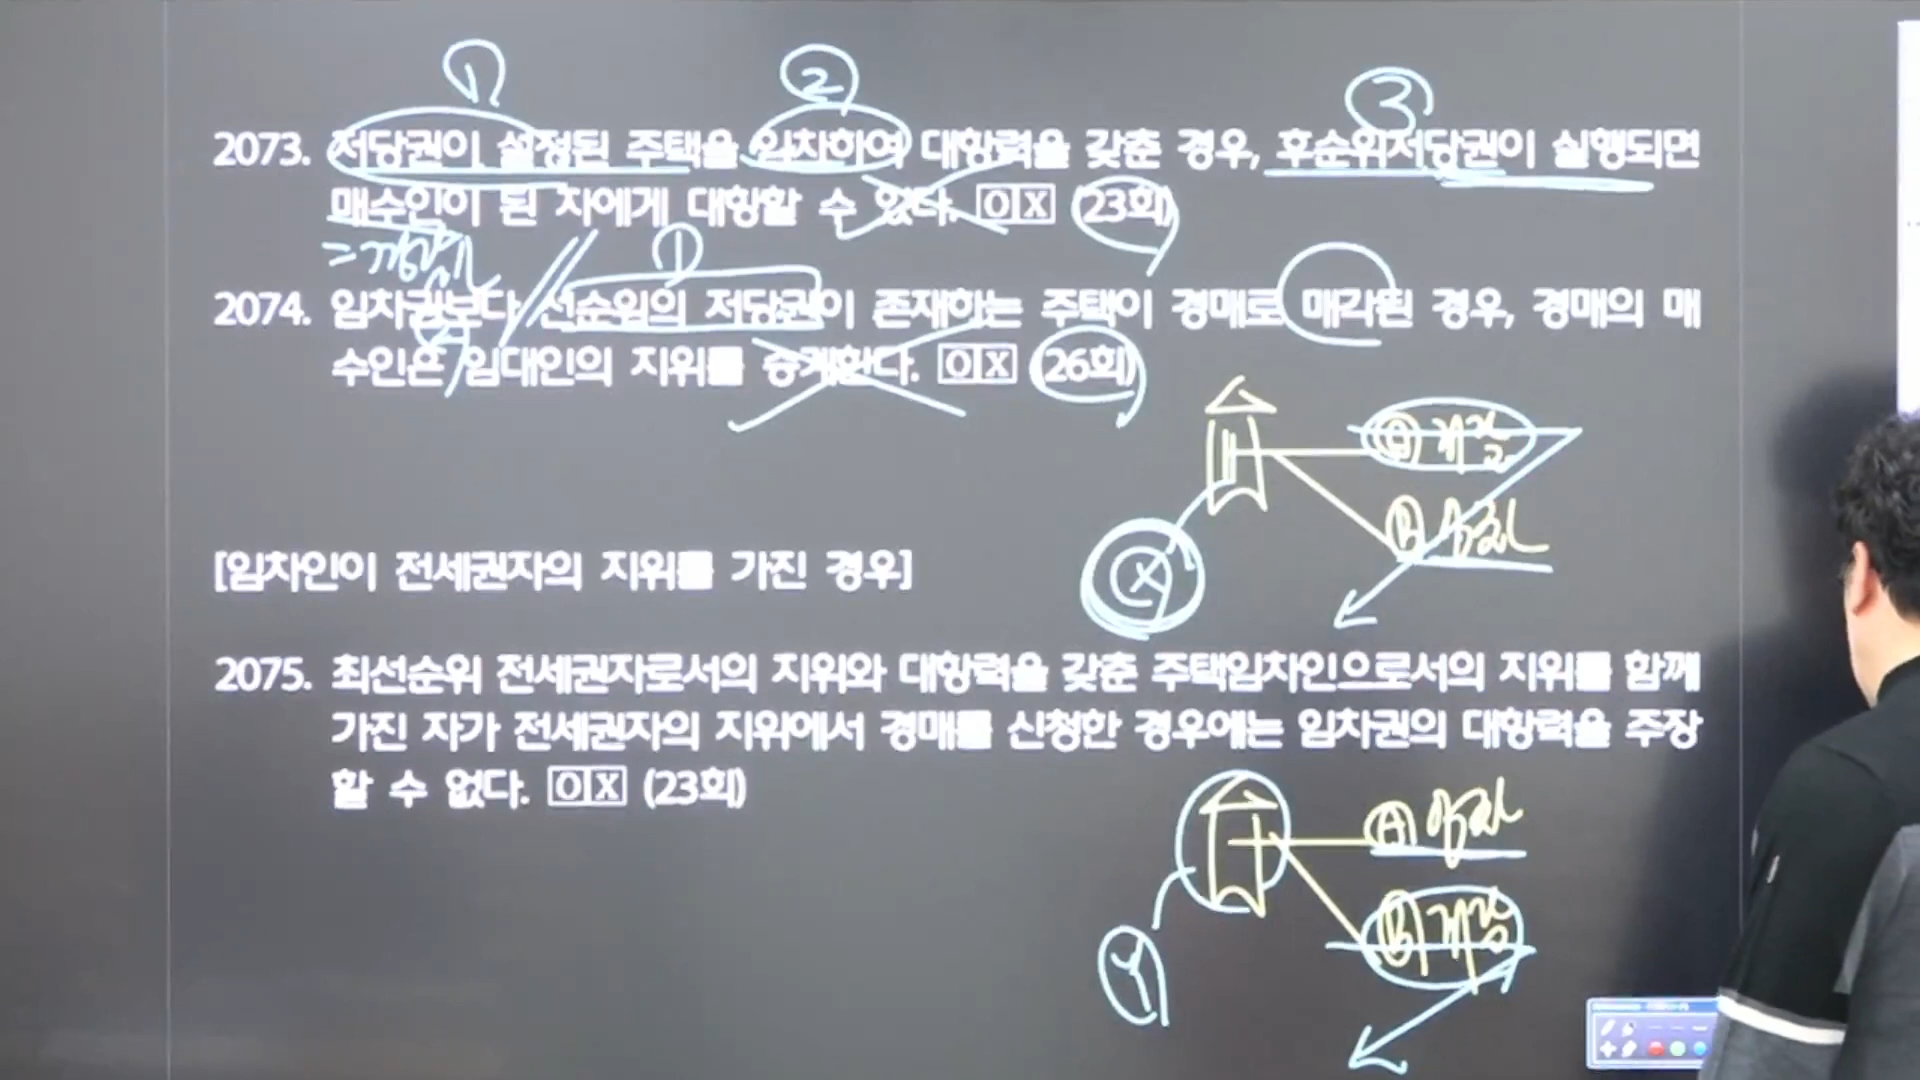 ① ② ③
2073. 저당권이 설정된 주택을 임차하여 대항력을 갖춘 경우, 후순위저당권이 실행되면
매수인이 된 자에게 대항할 수 있다. O X (23회)
①
2074. 임차권보다 선순위의 저당권이 존재하는 주택이 경매로 매각된 경우, 경매의 매
수인은 임대인의 지위를 승계한다. O X (26회)
A 저당
B
X
[임차인이 전세권자의 지위를 가진 경우]
2075. 최선순위 전세권자로서의 지위와 대항력을 갖춘 주택임차인으로서의 지위를 함께
가진 자가 전세권자의 지위에서 경매를 신청한 경우에는 임차권의 대항력을 주장
할 수 없다. O X (23회)
A
B 저당
Y